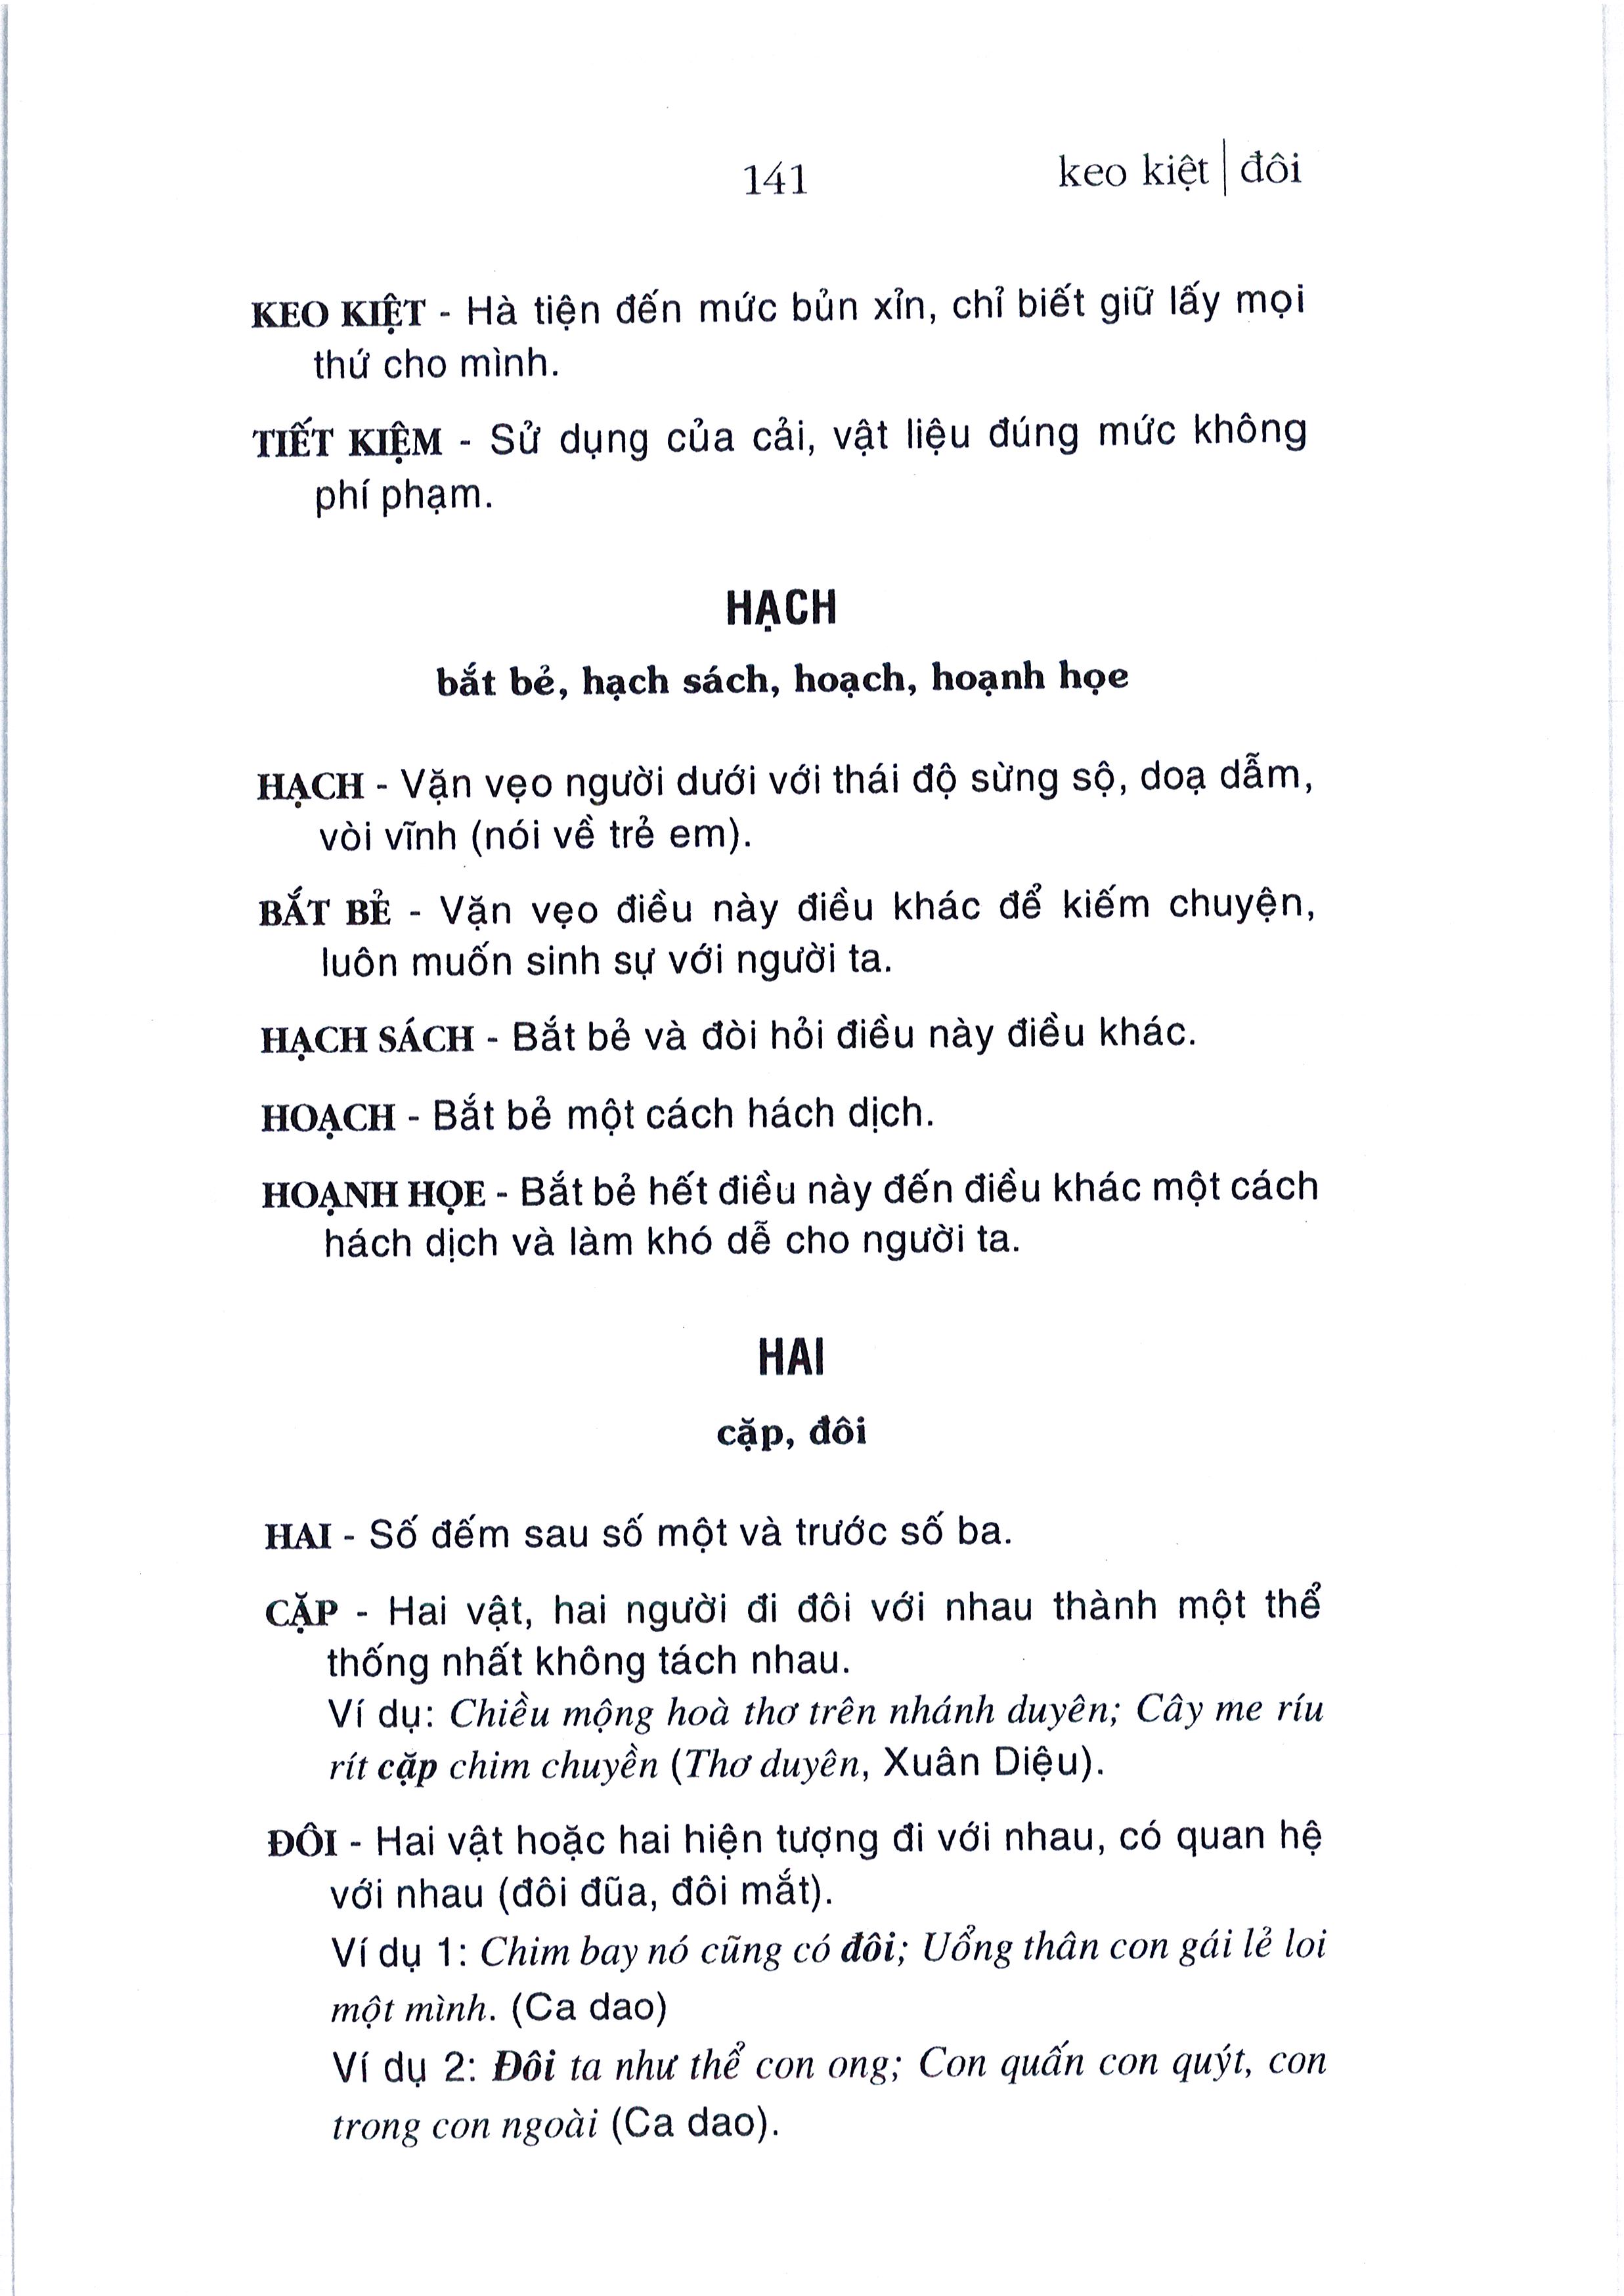 141
keo kiệt | đôi
KEO KIỆT - Hà tiện đến mức bủn xỉn, chỉ biết giữ lấy mọi
thứ cho mình.
TIẾT KIỆM - Sử dụng của cải, vật liệu đúng mức không
phí phạm.
HẠCH
bắt bẻ, hạch sách, hoạch, hoạnh họe
HẠCH - Vặn vẹo người dưới với thái độ sừng sộ, doạ dẫm,
vòi vĩnh (nói về trẻ em).
BẮT BẺ - Vặn vẹo điều này điều khác để kiếm chuyện,
luôn muốn sinh sự với người ta.
HẠCH SÁCH - Bắt bẻ và đòi hỏi điều này điều khác.
HOẠCH - Bắt bẻ một cách hách dịch.
HOẠNH HỌE - Bắt bẻ hết điều này đến điều khác một cách
hách dịch và làm khó dễ cho người ta.
HAI
cặp, đôi
HAI - Số đếm sau số một và trước số ba.
CẶP - Hai vật, hai người đi đôi với nhau thành một thể
thống nhất không tách nhau.
Ví dụ: Chiều mộng hoà thơ trên nhánh duyên; Cây me ríu
rít cặp chim chuyền (Thơ duyên, Xuân Diệu).
ĐÔI - Hai vật hoặc hai hiện tượng đi với nhau, có quan hệ
với nhau (đôi đũa, đôi mắt).
Ví dụ 1: Chim bay nó cũng có đôi; Uổng thân con gái lẻ loi
một mình. (Ca dao)
Ví dụ 2: Đôi ta như thể con ong; Con quấn con quýt, con
trong con ngoài (Ca dao).